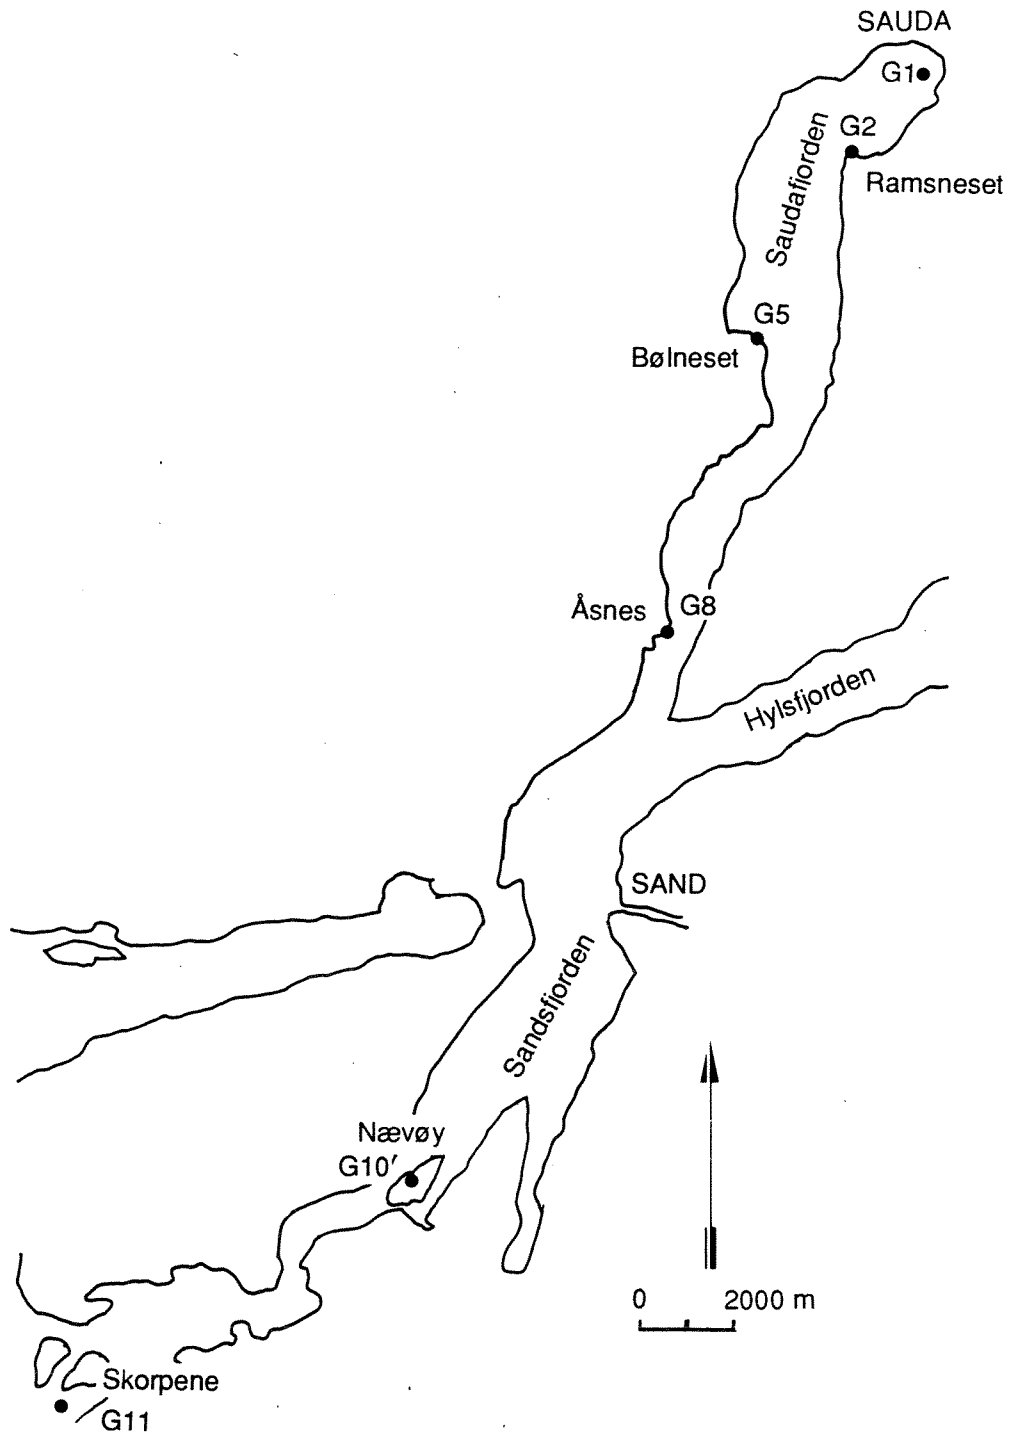 SAUDA
G1
G2
Ramsneset
Saudafjorden
G5
Bølneset
Åsnes
G8
Hylsfjorden
SAND
Sandsfjorden
Nævøy
G10′
0 2000 m
Skorpene
G11